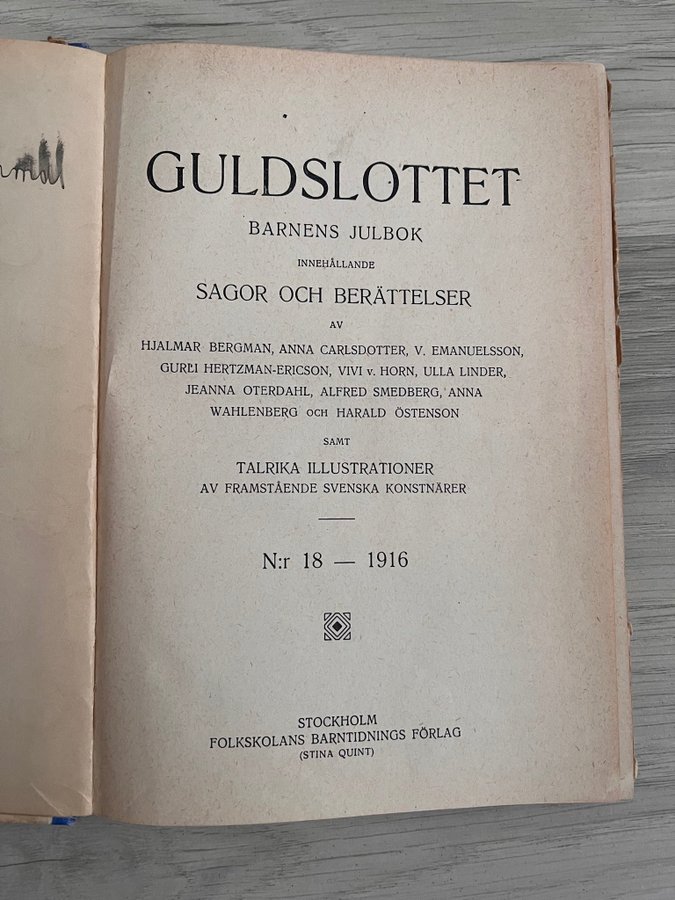 GULDSLOTTET
BARNENS JULBOK
INNEHÅLLANDE
SAGOR OCH BERÄTTELSER
AV
HJALMAR BERGMAN, ANNA CARLSDOTTER, V. EMANUELSSON,
GURLI HERTZMAN-ERICSON, VIVI v. HORN, ULLA LINDER,
JEANNA OTERDAHL, ALFRED SMEDBERG, ANNA
WAHLENBERG OCH HARALD ÖSTENSON
SAMT
TALRIKA ILLUSTRATIONER
AV FRAMSTÅENDE SVENSKA KONSTNÄRER
N:r 18 — 1916
STOCKHOLM
FOLKSKOLANS BARNTIDNINGS FÖRLAG
(STINA QUINT)